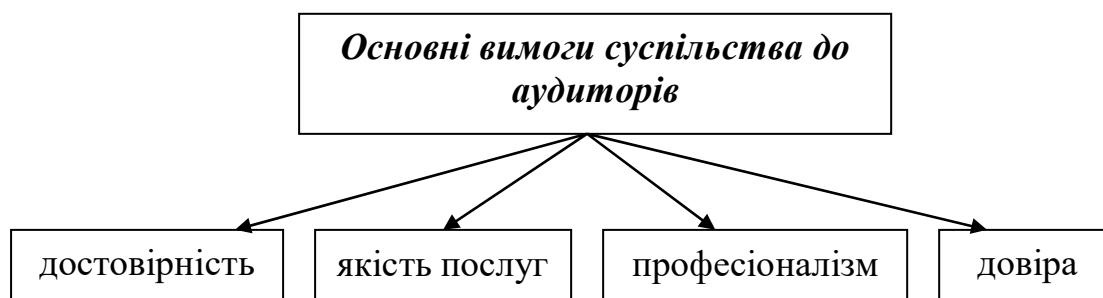 Основні вимоги суспільства до
аудиторів
достовірність
якість послуг
професіоналізм
довіра